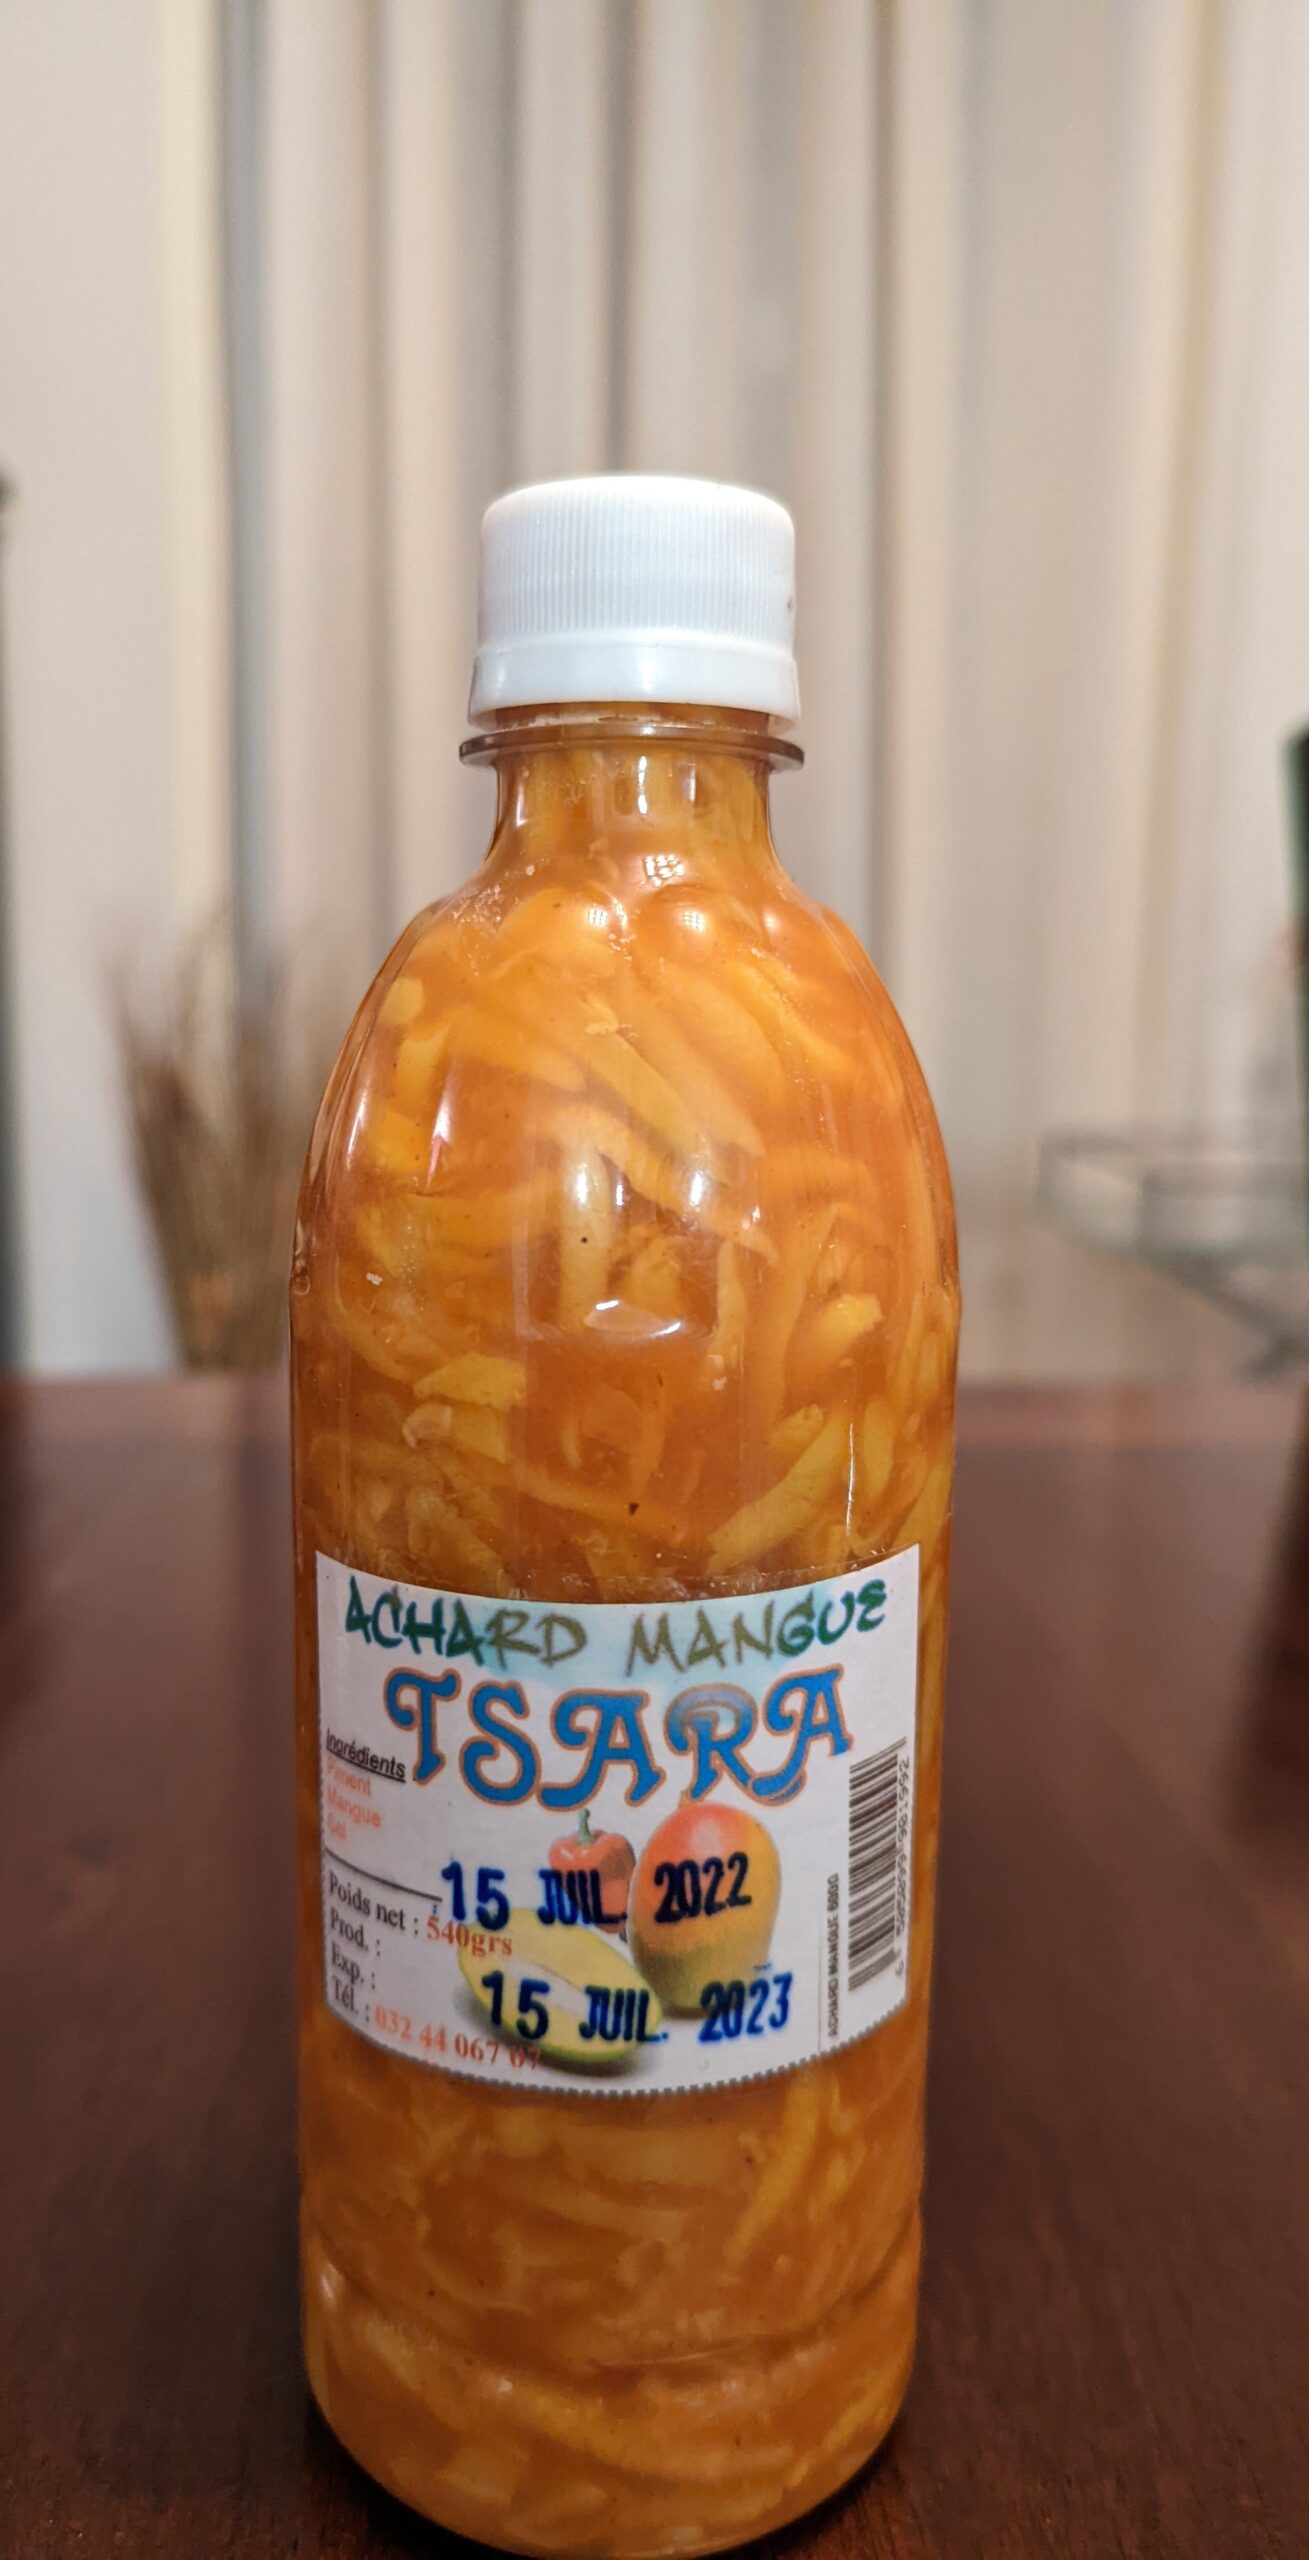 ACHARD MANGUE
TSARA
Ingrédients
Piment
Mangue
Sel
Poids net : 540grs
Prod. : 15 JUIL. 2022
Exp. : 15 JUIL. 2023
Tél. : 032 44 067 67
ACHARD MANGUE